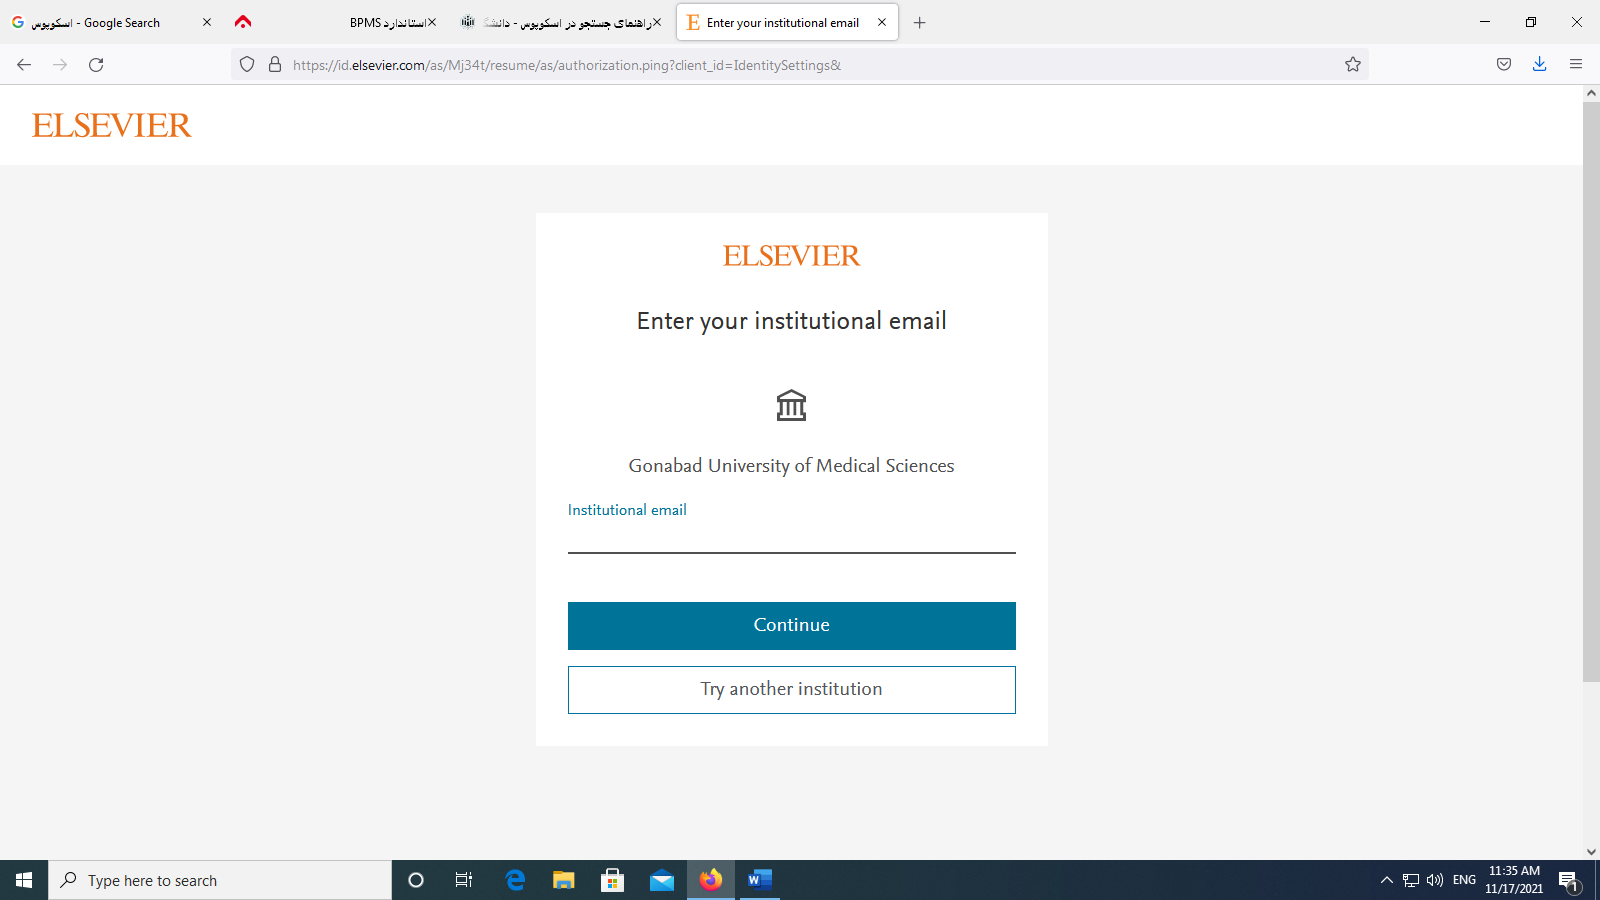 اسکوپوس - Google Search
استاندارد BPMS
راهنمای جستجو در اسکوپوس - دانشگ
Enter your institutional email
https://id.elsevier.com/as/Mj34t/resume/as/authorization.ping?client_id=IdentitySettings&
ELSEVIER
ELSEVIER
Enter your institutional email
Gonabad University of Medical Sciences
Institutional email
Continue
Try another institution
Type here to search
ENG
11:35 AM
11/17/2021
1